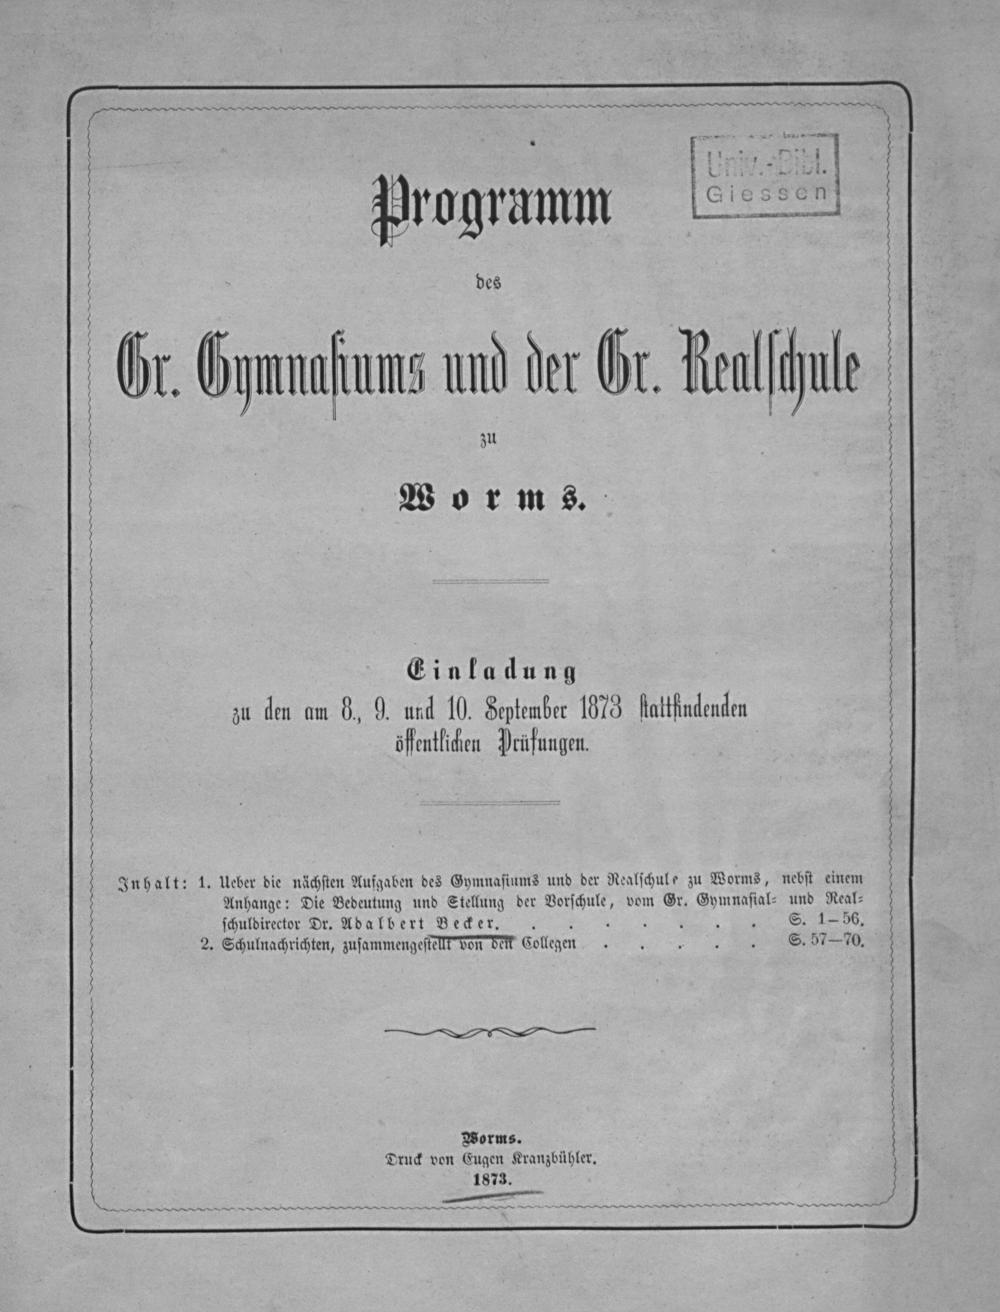 Univ.-Bibl.
Giessen
Programm
des
Gr. Gymnasiums und der Gr. Realschule
zu
Worms.
Einladung
zu den am 8., 9. und 10. September 1873 stattfindenden
öffentlichen Prüfungen.
Inhalt: 1. Ueber die nächsten Aufgaben des Gymnasiums und der Realschule zu Worms, nebst einem
Anhange: Die Bedeutung und Stellung der Vorschule, vom Gr. Gymnasial- und Real-
schuldirector Dr. Adalbert Becker. . . . . . . . S. 1–56.
2. Schulnachrichten, zusammengestellt von den Collegen . . . . . S. 57–70.
Worms.
Druck von Eugen Kranzbühler.
1873.